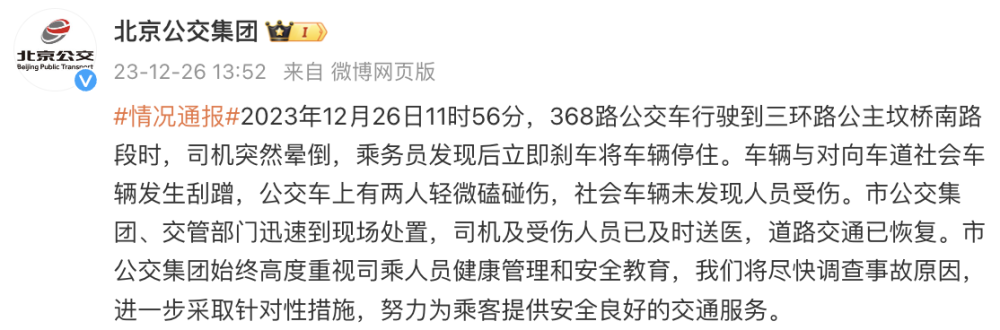 北京公交
Beijing Public Transport
北京公交集团 I
23-12-26 13:52 来自 微博网页版
#情况通报#2023年12月26日11时56分，368路公交车行驶到三环路公主坟桥南路
段时，司机突然晕倒，乘务员发现后立即刹车将车辆停住。车辆与对向车道社会车
辆发生刮蹭，公交车上有两人轻微磕碰伤，社会车辆未发现人员受伤。市公交集
团、交管部门迅速到现场处置，司机及受伤人员已及时送医，道路交通已恢复。市
公交集团始终高度重视司乘人员健康管理和安全教育，我们将尽快调查事故原因，
进一步采取针对性措施，努力为乘客提供安全良好的交通服务。